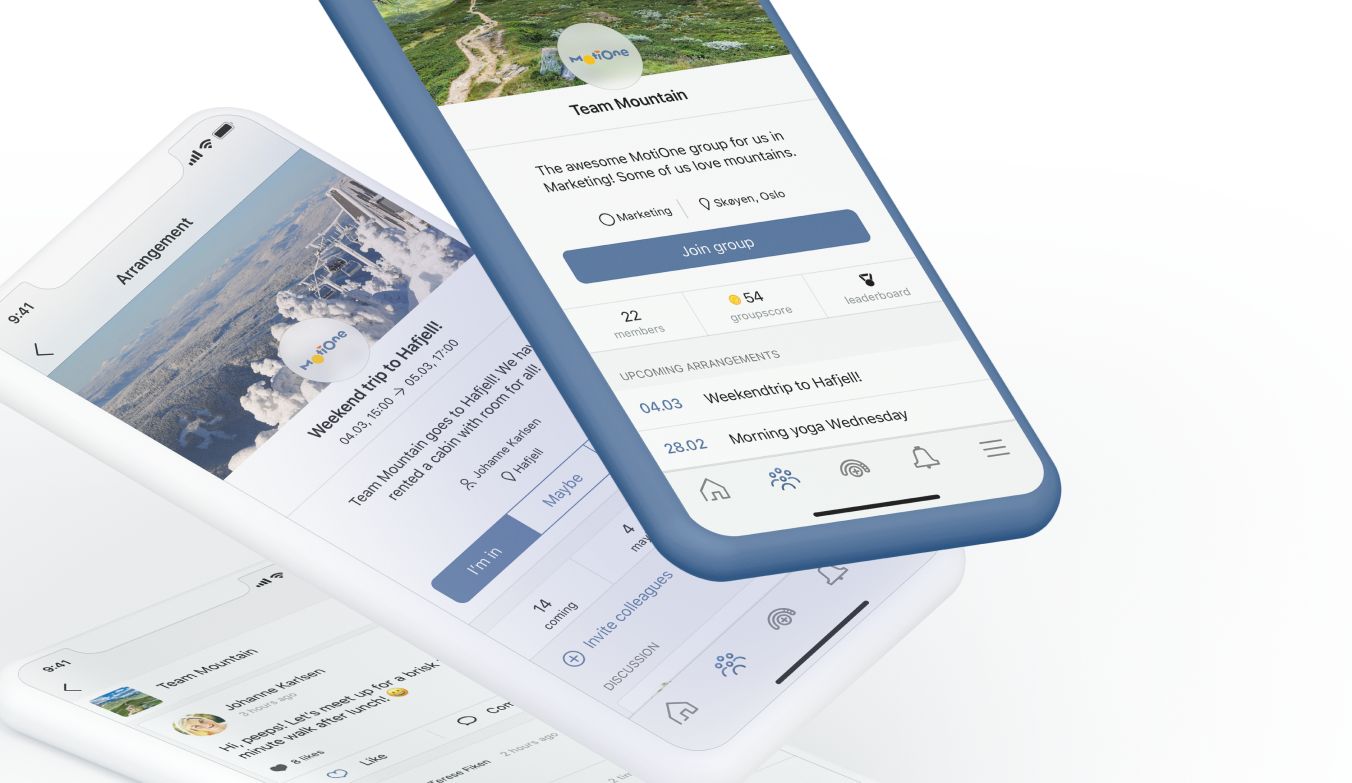 MotiOne
Team Mountain
The awesome MotiOne group for us in
Marketing! Some of us love mountains.
Marketing
Skøyen, Oslo
Join group
22
members
54
groupscore
leaderboard
UPCOMING ARRANGEMENTS
04.03 Weekendtrip to Hafjell!
28.02 Morning yoga Wednesday
9:41
Arrangement
MotiOne
Weekend trip to Hafjell!
04.03, 15:00 → 05.03, 17:00
Team Mountain goes to Hafjell! We hav
rented a cabin with room for all!
Johanne Karlsen
Hafjell
I'm in
Maybe
14
coming
4
may
Invite colleagues
DISCUSSION
9:41
Team Mountain
Johanne Karlsen
3 hours ago
Hi, peeps! Let's meet up for a brisk
minute walk after lunch! 😄
8 likes
Like
Com
Terese Fiken
2 hours ago